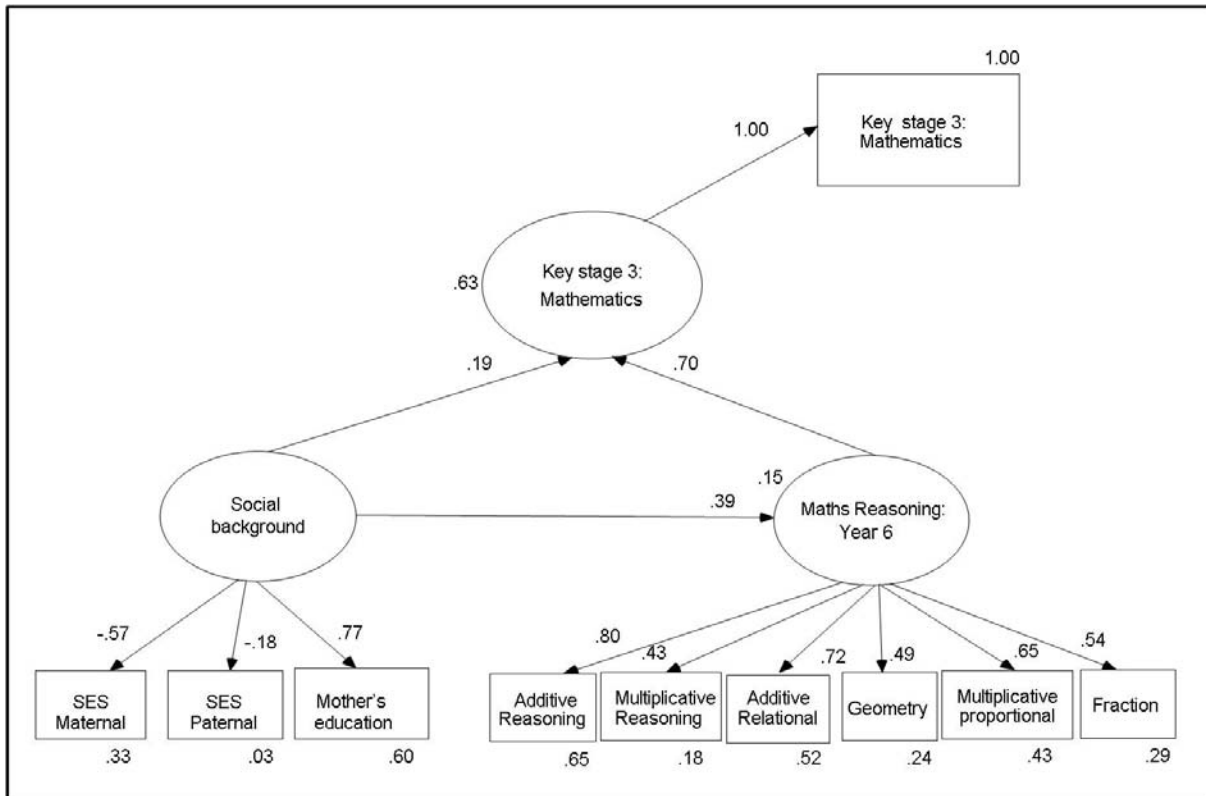 1.00
Key stage 3:
Mathematics
1.00
Key stage 3:
Mathematics
.63
.19
.70
Social
background
.39
.15
Maths Reasoning:
Year 6
-.57
-.18
.77
.80
.43
.72
.49
.65
.54
SES
Maternal
SES
Paternal
Mother's
education
Additive
Reasoning
Multiplicative
Reasoning
Additive
Relational
Geometry
Multiplicative
proportional
Fraction
.33
.03
.60
.65
.18
.52
.24
.43
.29